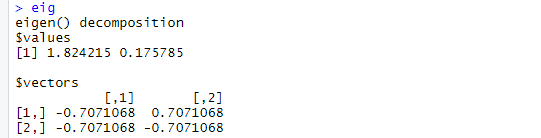 > eig
eigen() decomposition
$values
[1] 1.824215 0.175785

$vectors
           [,1]       [,2]
[1,] -0.7071068  0.7071068
[2,] -0.7071068 -0.7071068